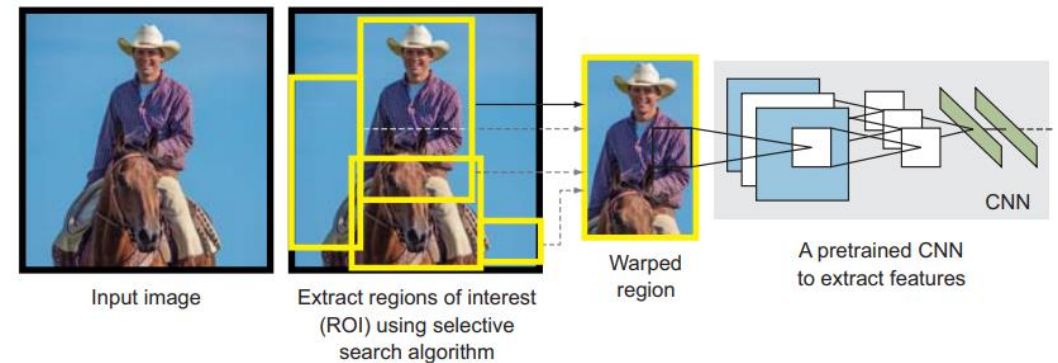 Input image
Extract regions of interest
(ROI) using selective
search algorithm
Warped
region
CNN
A pretrained CNN
to extract features